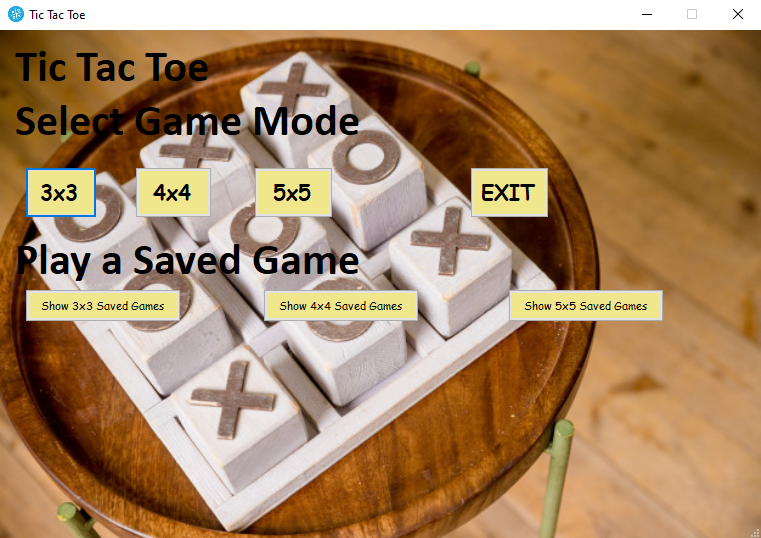 Tic Tac Toe
Tic Tac Toe
Select Game Mode
3x3 4x4 5x5 EXIT
Play a Saved Game
Show 3x3 Saved Games Show 4x4 Saved Games Show 5x5 Saved Games